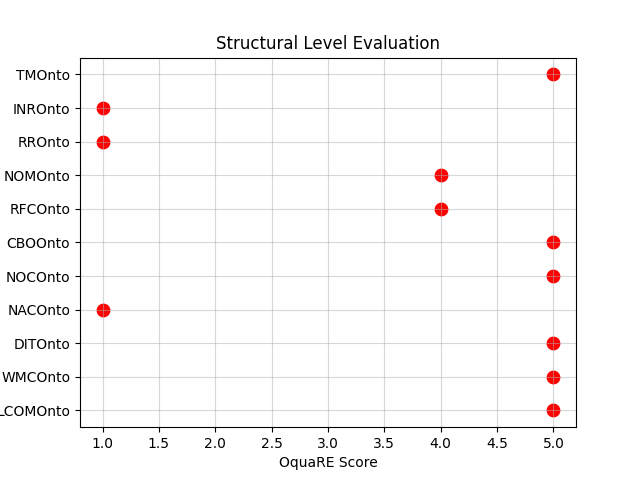 Structural Level Evaluation
TMOnto
INROnto
RROnto
NOMOnto
RFCOnto
CBOOnto
NOCOnto
NACOnto
DITOnto
WMCOnto
LCOMOnto
1.0 1.5 2.0 2.5 3.0 3.5 4.0 4.5 5.0
OquaRE Score